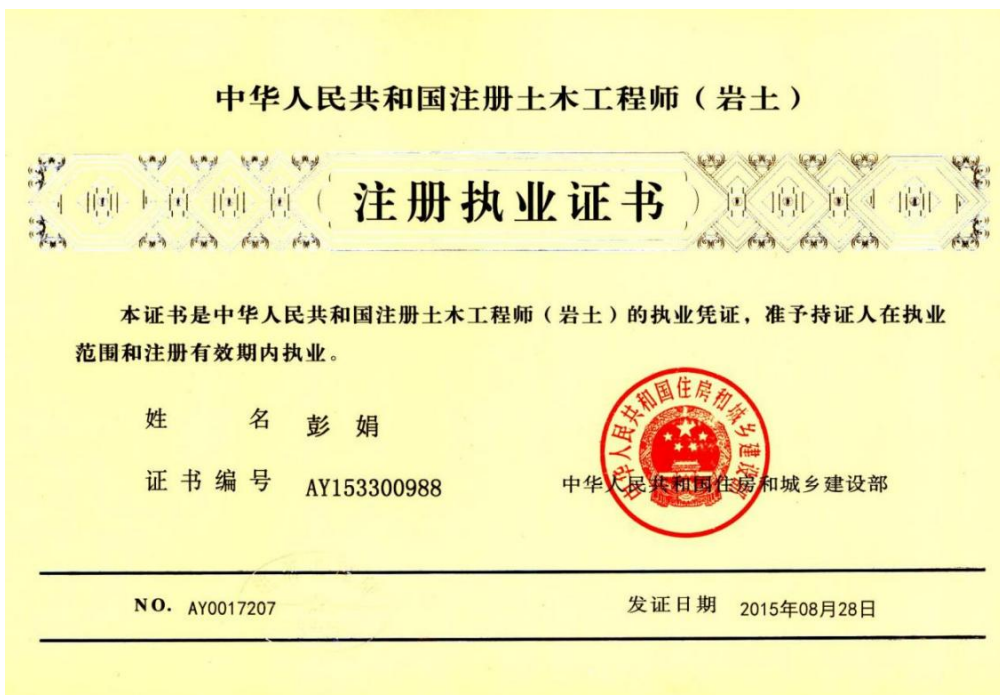 中华人民共和国注册土木工程师（岩土）
注册执业证书
本证书是中华人民共和国注册土木工程师（岩土）的执业凭证，准予持证人在执业
范围和注册有效期内执业。
姓 名 彭 娟
证书编号 AY153300988
中华人民共和国住房和城乡建设部
中华人民共和国住房和城乡建设部
NO. AY0017207
发证日期 2015年08月28日